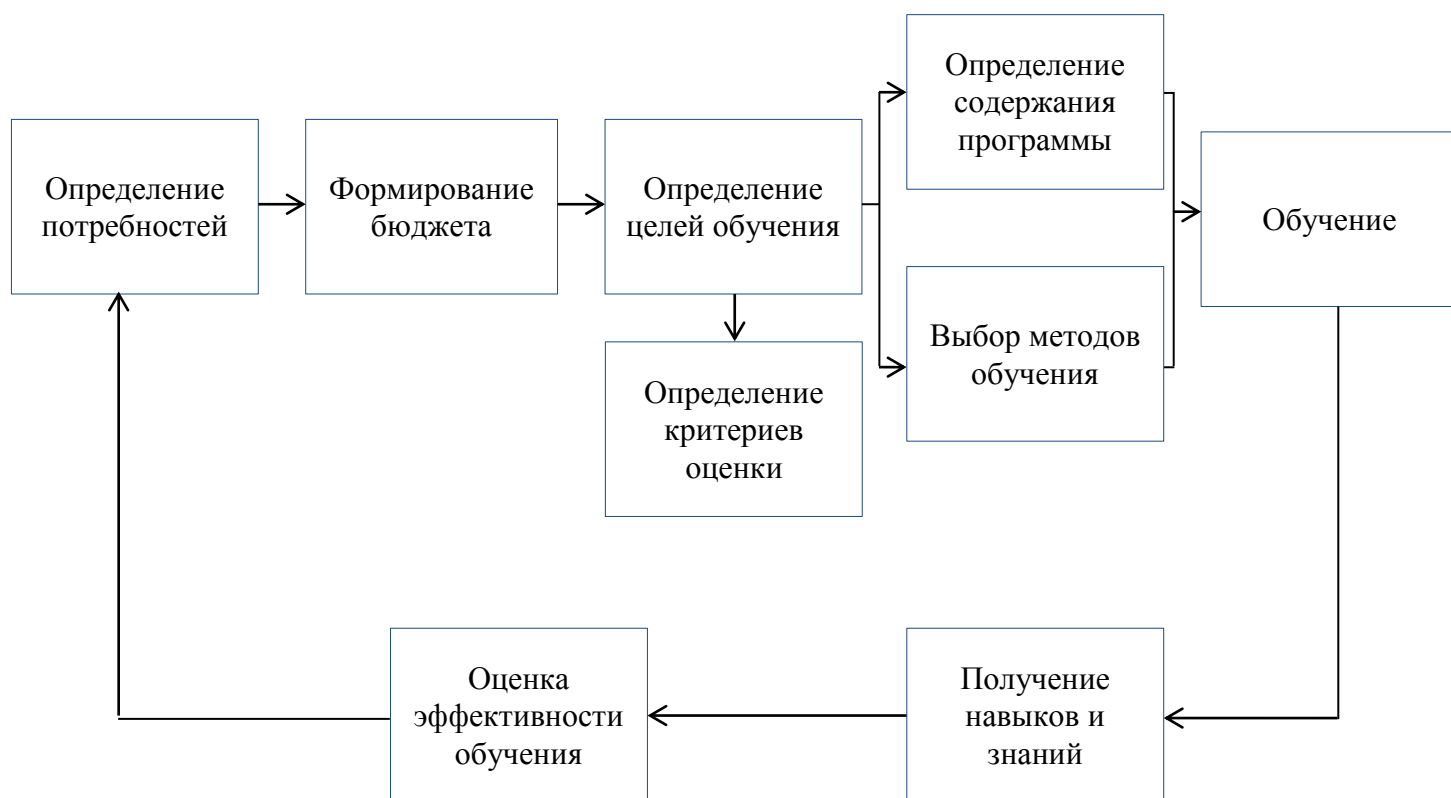 Определение
потребностей
Формирование
бюджета
Определение
целей обучения
Определение
критериев
оценки
Определение
содержания
программы
Выбор методов
обучения
Обучение
Получение
навыков и
знаний
Оценка
эффективности
обучения